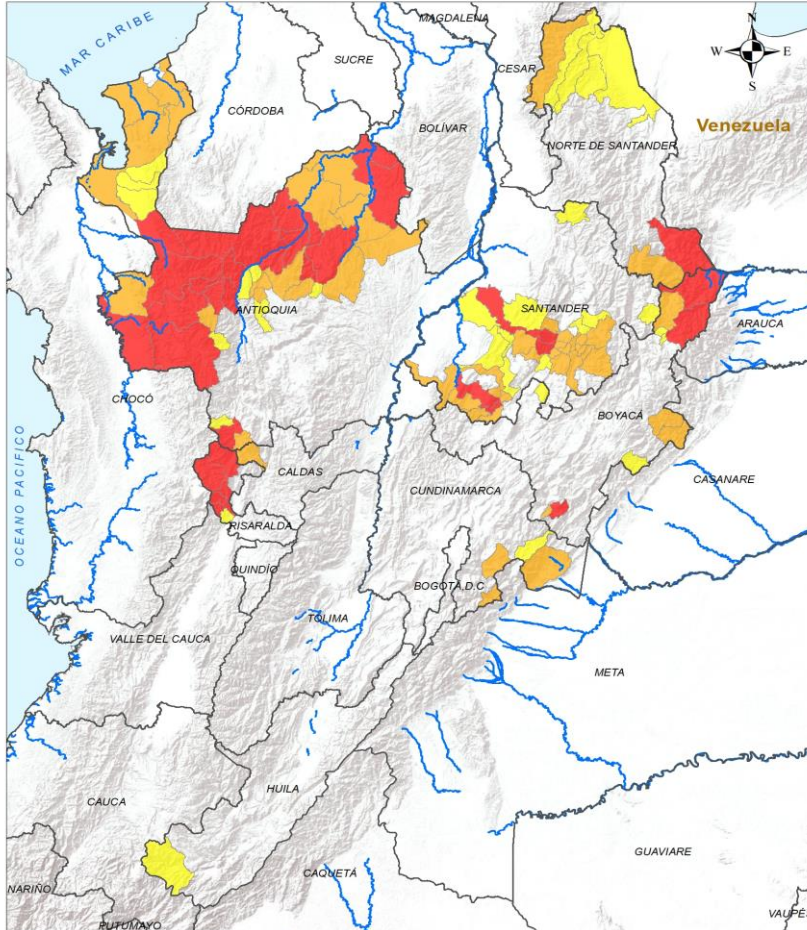 MAGDALENA
N
W E
S
MAR CARIBE
SUCRE
CESAR
CÓRDOBA
BOLÍVAR
Venezuela
NORTE DE SANTANDER
ANTIOQUIA
SANTANDER
ARAUCA
CHOCÓ
BOYACÁ
OCEANO PACIFICO
CALDAS
CUNDINAMARCA
CASANARE
RISARALDA
QUINDÍO
BOGOTÁ, D.C
TOLIMA
VALLE DEL CAUCA
META
HUILA
CAUCA
GUAVIARE
CAQUETÁ
NARIÑO
PUTUMAYO
VAUPÉS